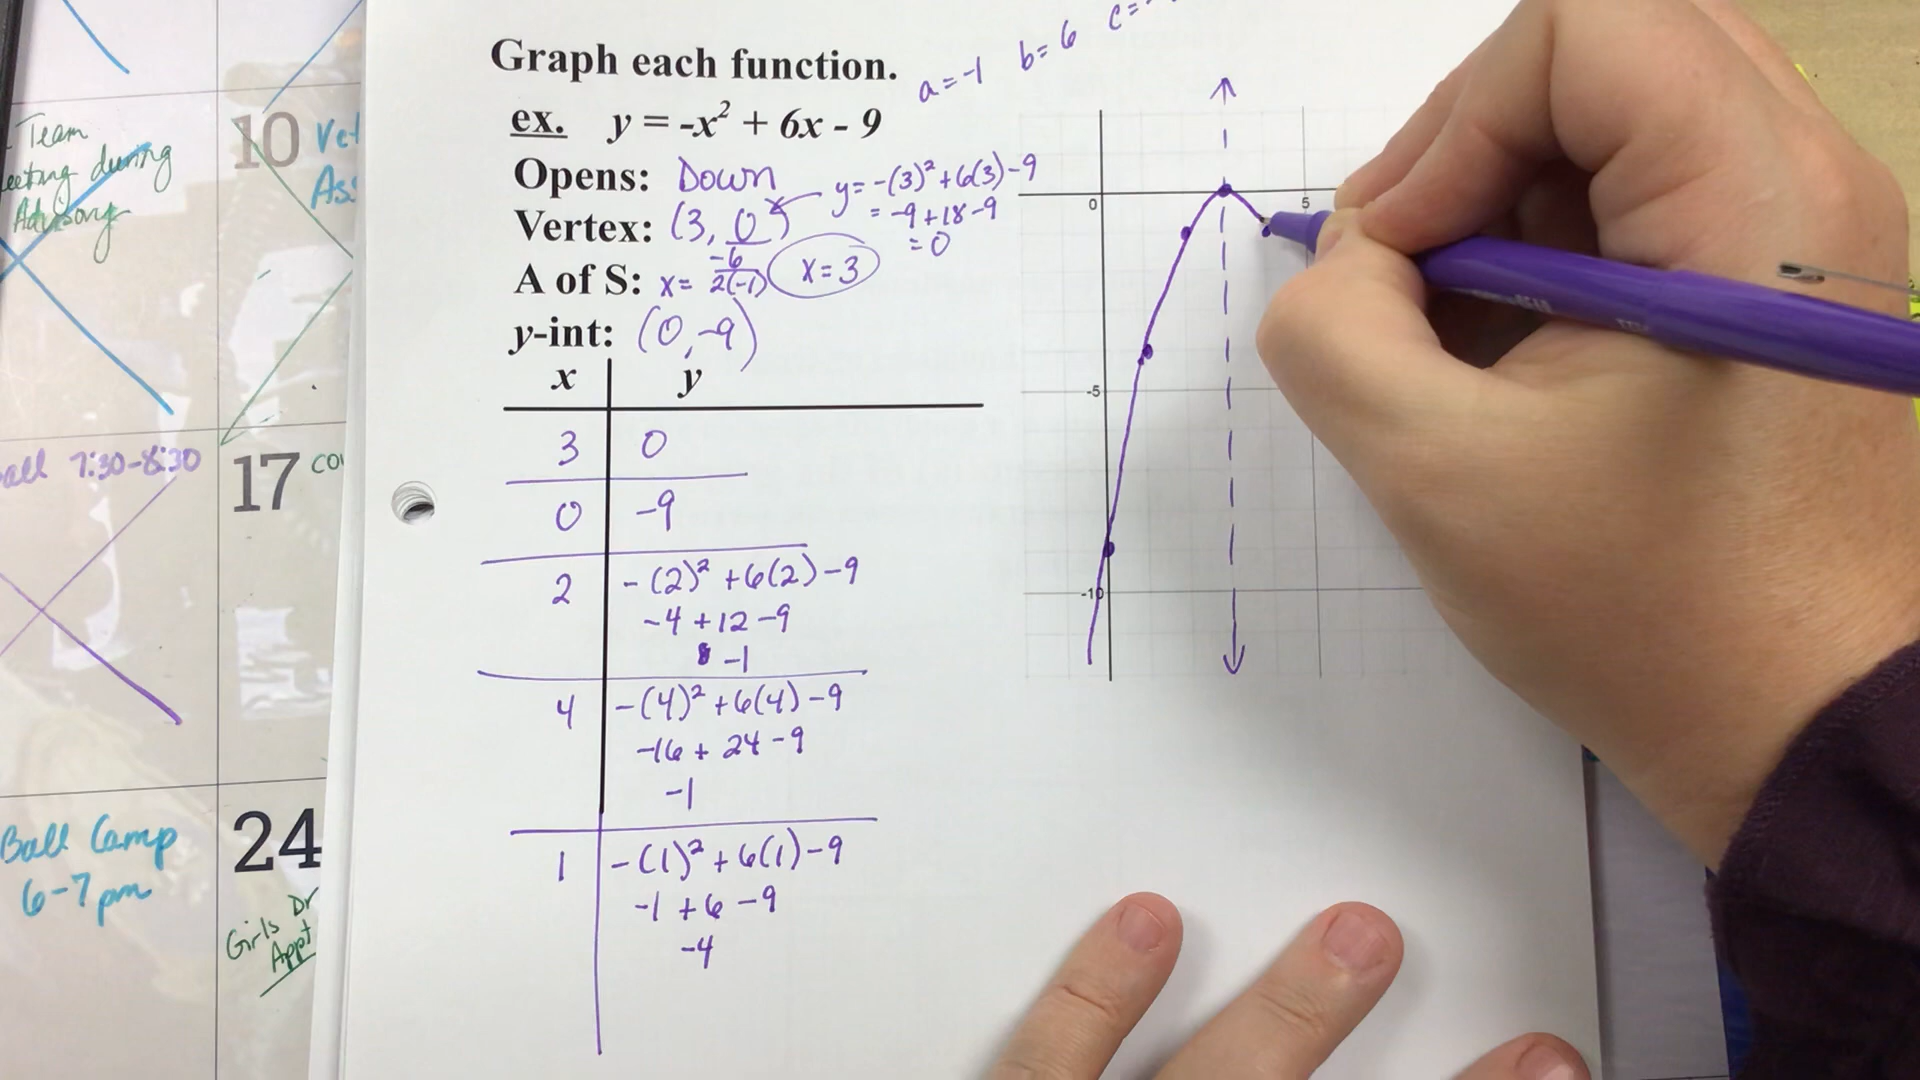 Graph each function.
a=-1 b=6 c=
ex. y = -x² + 6x - 9
Opens: Down
y= -(3)²+6(3)-9
= -9+18-9
= 0
Vertex: (3, 0)
A of S: x= -6/2(-1) x=3
y-int: (0,-9)
x y
3 0
0 -9
2 -(2)² +6(2)-9
-4 +12 -9
-1
4 -(4)² +6(4) -9
-16 + 24 -9
-1
1 -(1)² + 6(1) -9
-1 +6 -9
-4
0 5
-5
-10
Team
during
Advisory
10
7:30-8:30
17
Ball Camp
6-7pm
24
Girls Dr
Appt